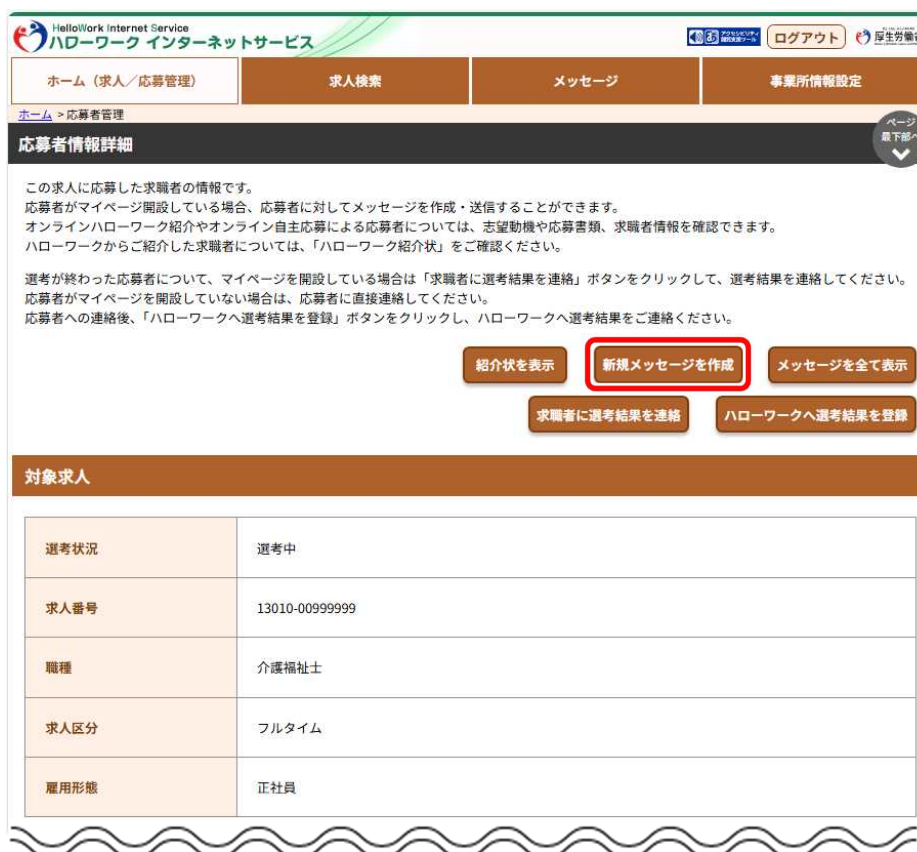 HelloWork Internet Service
ハローワーク インターネットサービス
ログアウト
ホーム（求人／応募管理）
求人検索
メッセージ
事業所情報設定
ホーム > 応募者管理
ページ
最下部へ
応募者情報詳細
この求人に応募した求職者の情報です。
応募者がマイページ開設している場合、応募者に対してメッセージを作成・送信することができます。
オンラインハローワーク紹介やオンライン自主応募による応募者については、志望動機や応募書類、求職者情報を確認できます。
ハローワークからご紹介した求職者については、「ハローワーク紹介状」をご確認ください。
選考が終わった応募者について、マイページを開設している場合は「求職者に選考結果を連絡」ボタンをクリックして、選考結果を連絡してください。
応募者がマイページを開設していない場合は、応募者に直接連絡してください。
応募者への連絡後、「ハローワークへ選考結果を登録」ボタンをクリックし、ハローワークへ選考結果をご連絡ください。
紹介状を表示
新規メッセージを作成
メッセージを全て表示
求職者に選考結果を連絡
ハローワークへ選考結果を登録
対象求人
選考状況
選考中
求人番号
13010-00999999
職種
介護福祉士
求人区分
フルタイム
雇用形態
正社員